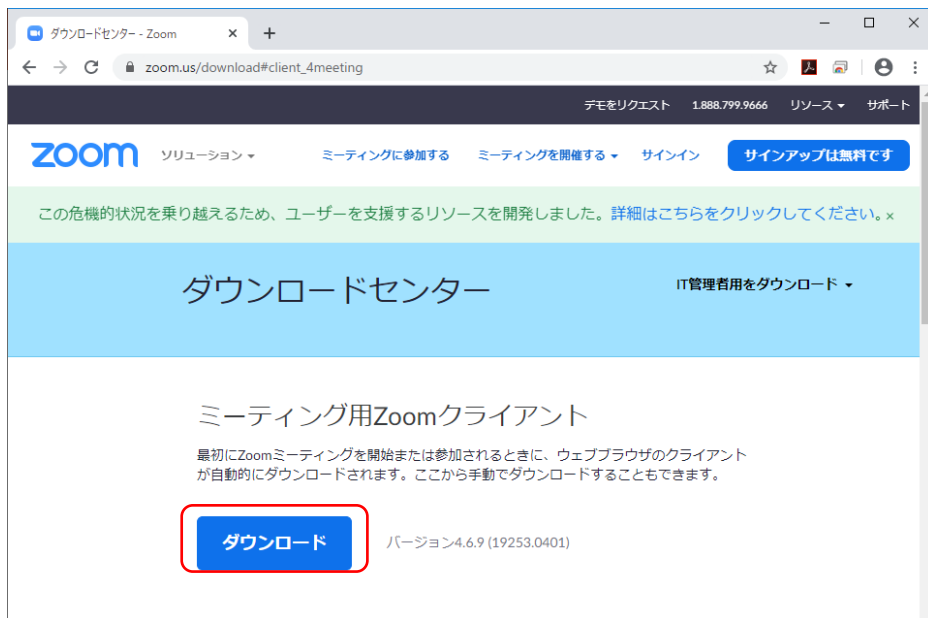 ダウンロードセンター - Zoom
zoom.us/download#client_4meeting
デモをリクエスト 1.888.799.9666 リソース サポート
zoom ソリューション ミーティングに参加する ミーティングを開催する サインイン サインアップは無料です
この危機的状況を乗り越えるため、ユーザーを支援するリソースを開発しました。詳細はこちらをクリックしてください。×
ダウンロードセンター
IT管理者用をダウンロード
ミーティング用Zoomクライアント
最初にZoomミーティングを開始または参加されるときに、ウェブブラウザのクライアント
が自動的にダウンロードされます。ここから手動でダウンロードすることもできます。
ダウンロード バージョン4.6.9 (19253.0401)